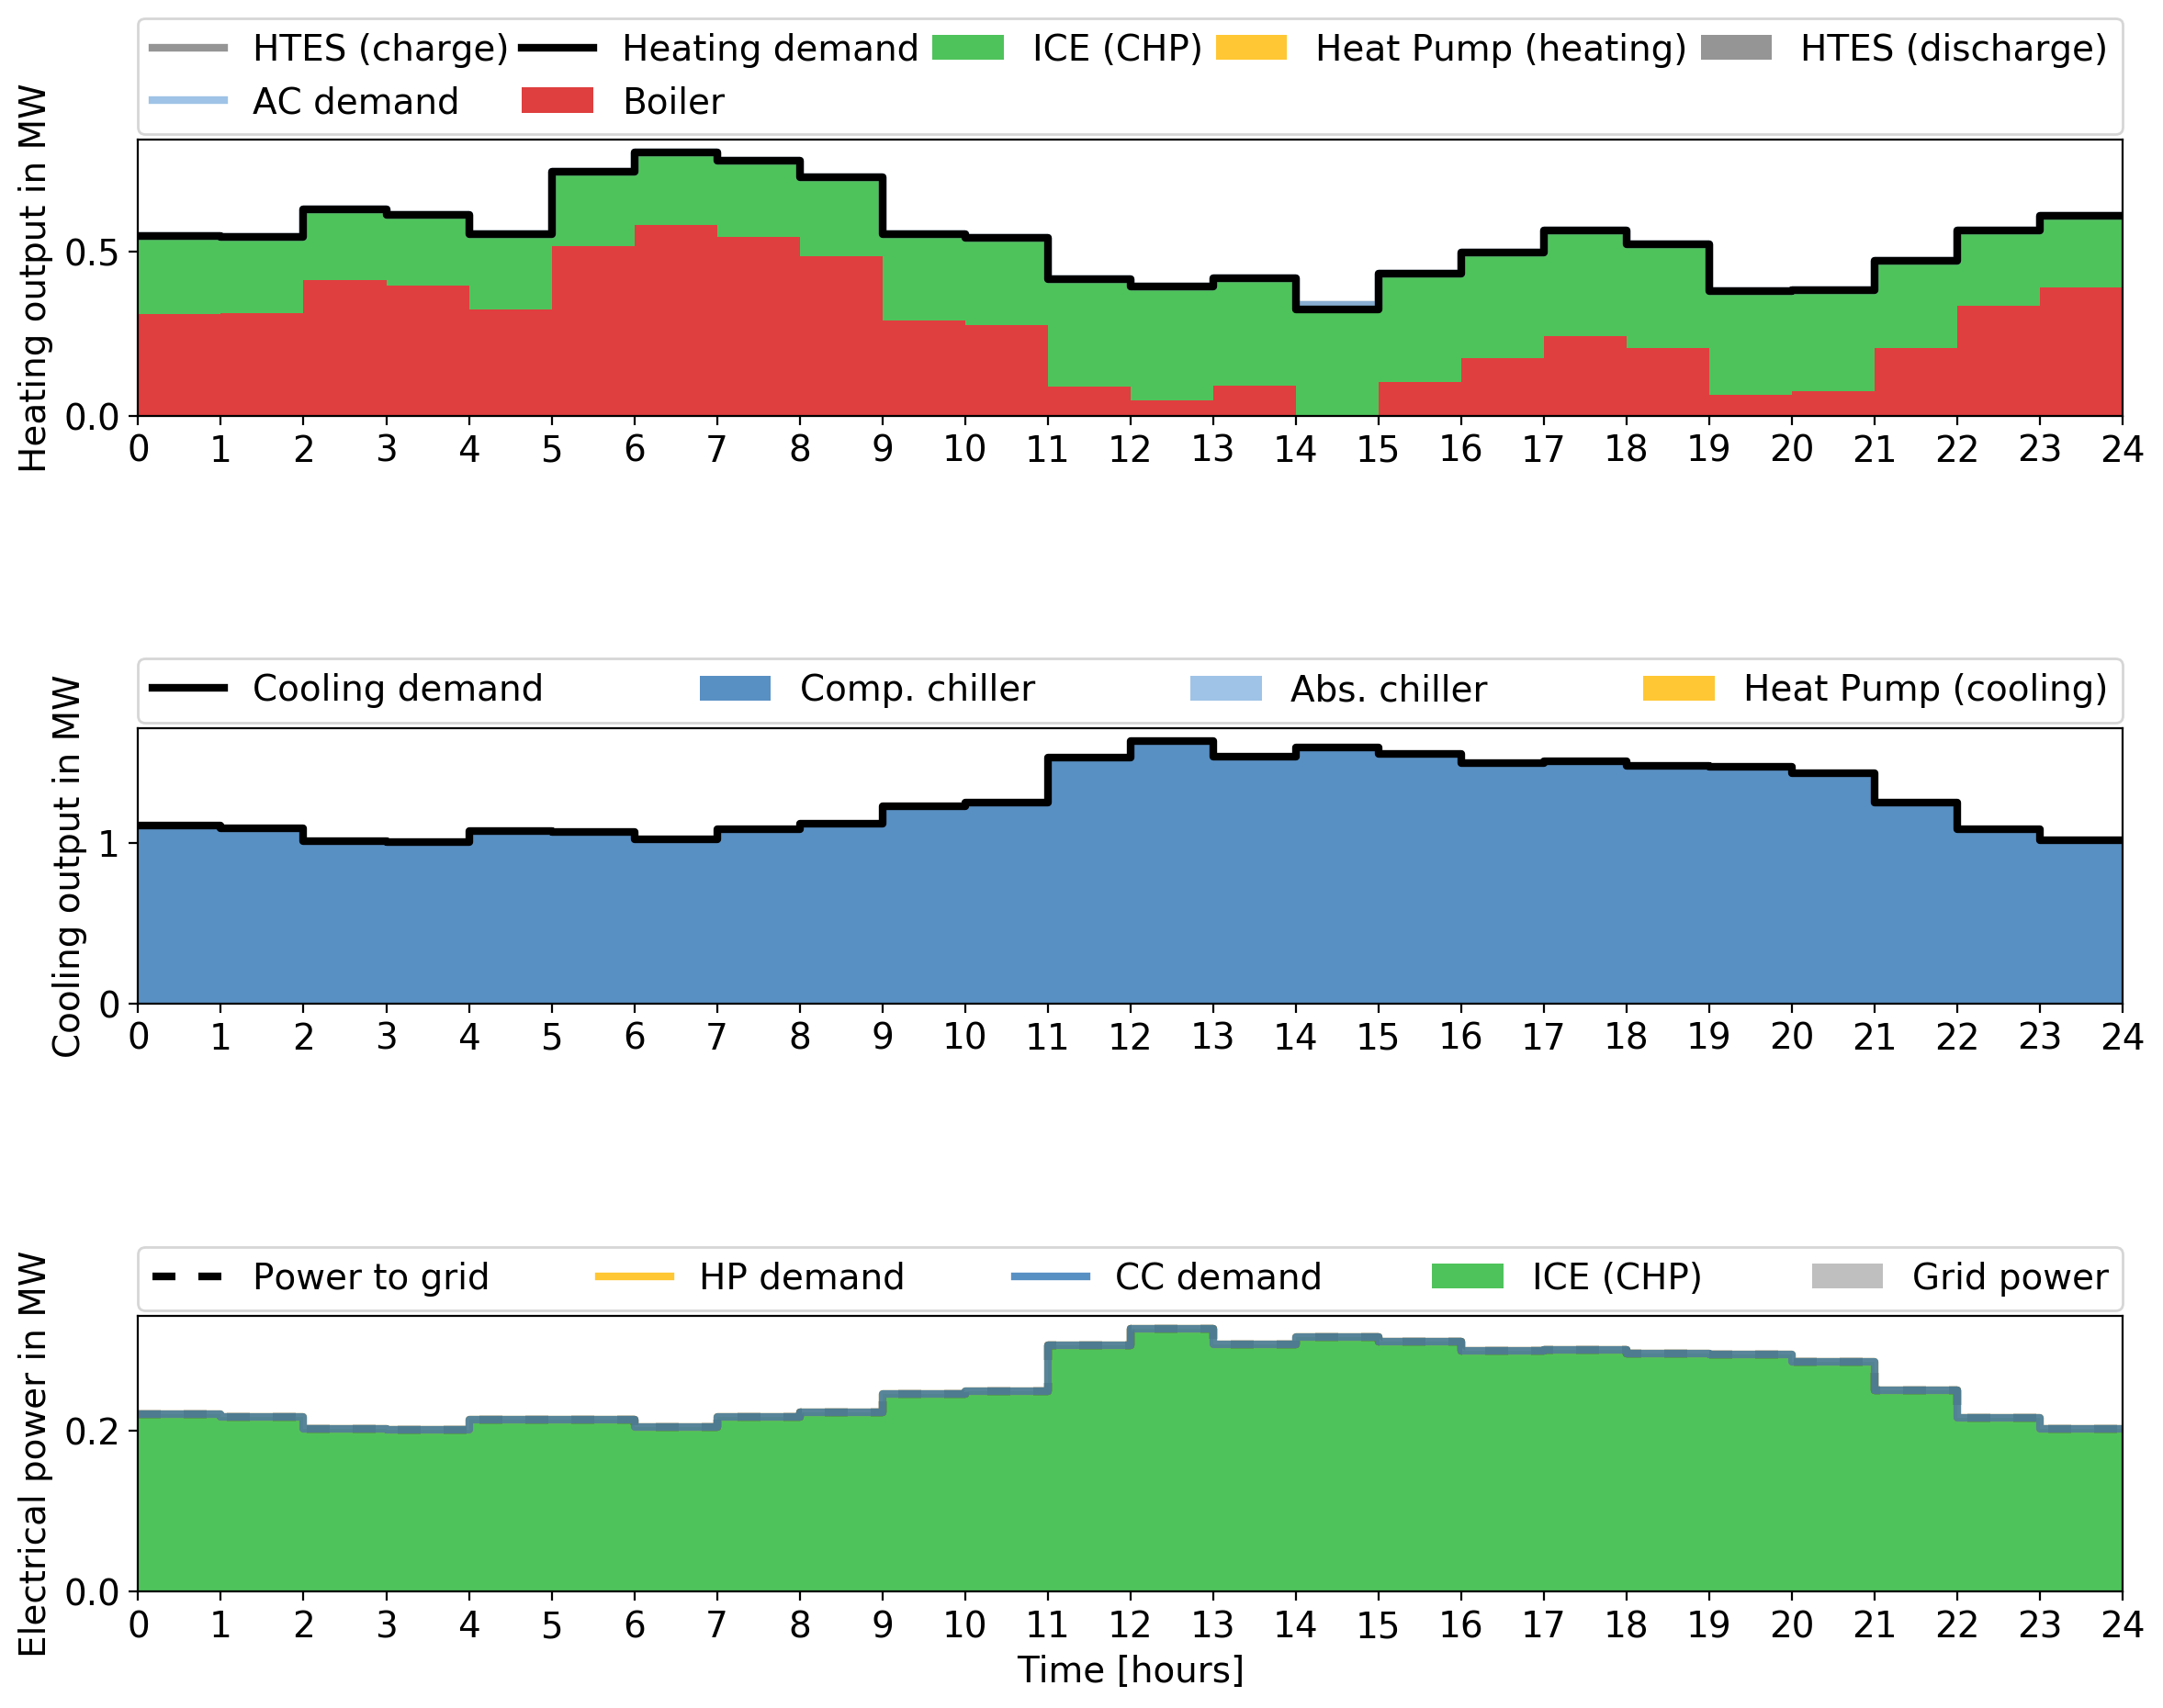 HTES (charge) Heating demand ICE (CHP) Heat Pump (heating) HTES (discharge)
AC demand Boiler
Heating output in MW
0.5
0.0
0 1 2 3 4 5 6 7 8 9 10 11 12 13 14 15 16 17 18 19 20 21 22 23 24
Cooling demand Comp. chiller Abs. chiller Heat Pump (cooling)
Cooling output in MW
1
0
0 1 2 3 4 5 6 7 8 9 10 11 12 13 14 15 16 17 18 19 20 21 22 23 24
Power to grid HP demand CC demand ICE (CHP) Grid power
Electrical power in MW
0.2
0.0
0 1 2 3 4 5 6 7 8 9 10 11 12 13 14 15 16 17 18 19 20 21 22 23 24
Time [hours]